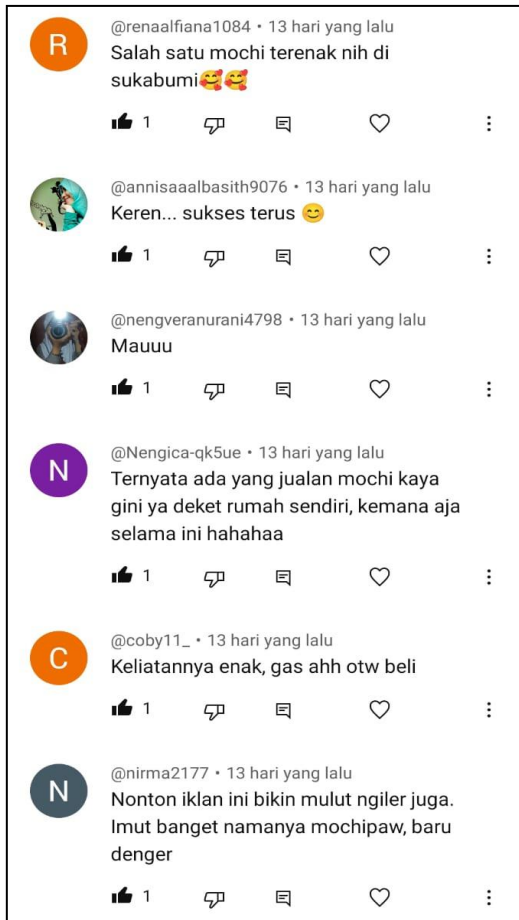 R
@renaalfiana1084 • 13 hari yang lalu
Salah satu mochi terenak nih di
sukabumi🥰🥰
1
@annisaaalbasith9076 • 13 hari yang lalu
Keren... sukses terus 😊
1
@nengveranurani4798 • 13 hari yang lalu
Mauuu
1
N
@Nengica-qk5ue • 13 hari yang lalu
Ternyata ada yang jualan mochi kaya
gini ya deket rumah sendiri, kemana aja
selama ini hahahaa
1
C
@coby11_ • 13 hari yang lalu
Keliatannya enak, gas ahh otw beli
1
N
@nirma2177 • 13 hari yang lalu
Nonton iklan ini bikin mulut ngiler juga.
Imut banget namanya mochipaw, baru
denger
1